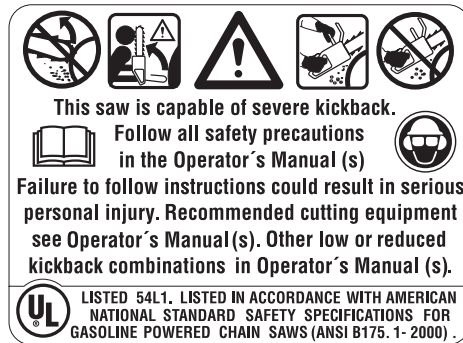 This saw is capable of severe kickback.
Follow all safety precautions
in the Operator´s Manual (s)
Failure to follow instructions could result in serious
personal injury. Recommended cutting equipment
see Operator´s Manual (s). Other low or reduced
kickback combinations in Operator´s Manual (s).
UL
®
LISTED 54L1. LISTED IN ACCORDANCE WITH AMERICAN
NATIONAL STANDARD SAFETY SPECIFICATIONS FOR
GASOLINE POWERED CHAIN SAWS (ANSI B175. 1- 2000) .